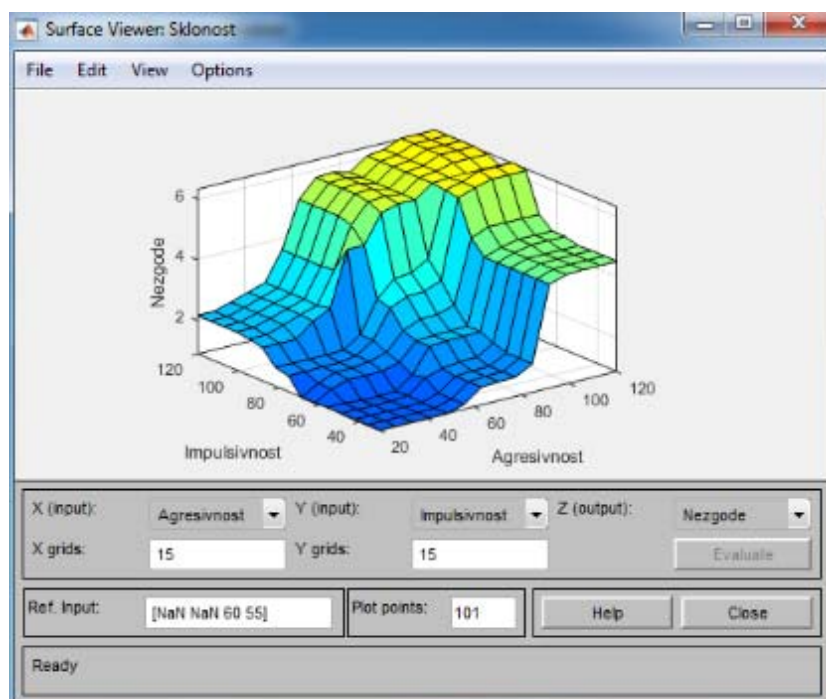 Surface Viewer: Sklonost
File Edit View Options
6
4
2
Nezgode
120
100
80
60
40
Impulsivnost
20
40
60
80
100
120
Agresivnost
X (input): Agresivnost Y (input): Impulsivnost Z (output): Nezgode
X grids: 15 Y grids: 15 Evaluate
Ref. Input: [NaN NaN 60 55] Plot points: 101 Help Close
Ready